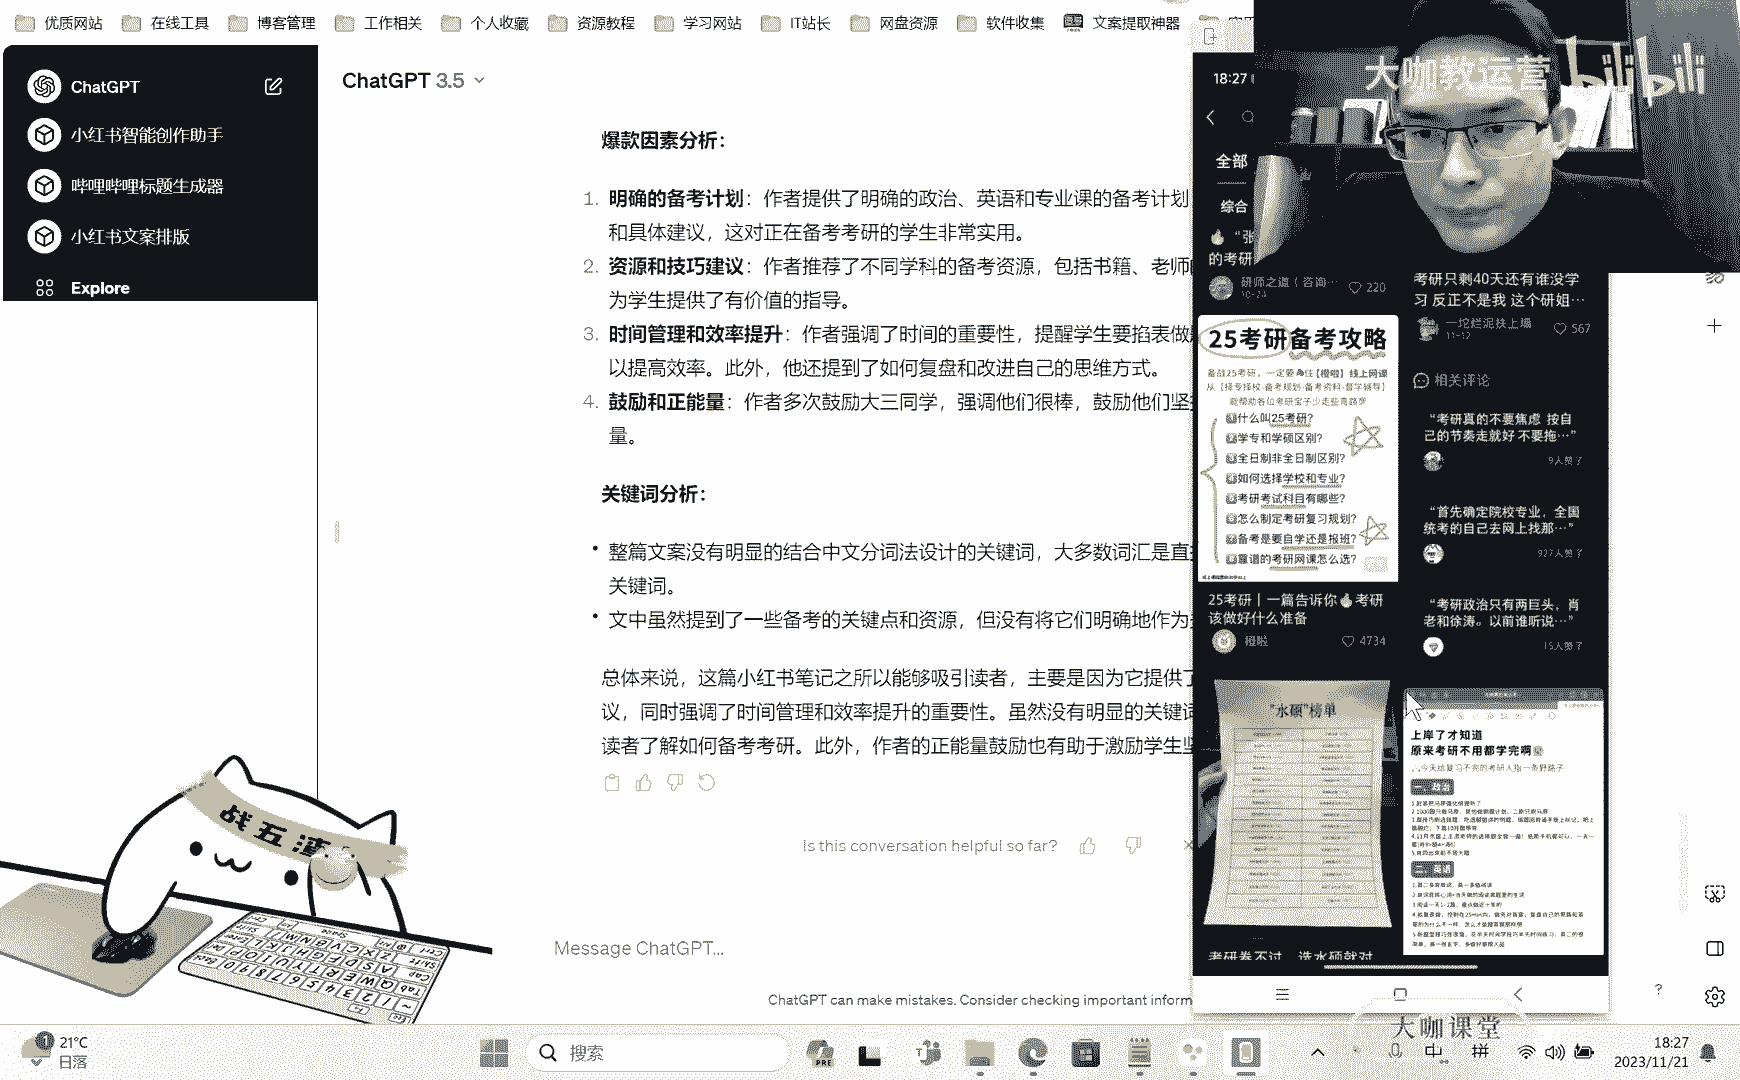 优质网站 在线工具 博客管理 工作相关 个人收藏 资源教程 学习网站 IT站长 网盘资源 软件收集 文案提取神器
ChatGPT
小红书智能创作助手
哔哩哔哩标题生成器
小红书文案排版
Explore
ChatGPT 3.5
爆款因素分析：
1. 明确的备考计划：作者提供了明确的政治、英语和专业课的备考计划
和具体建议，这对正在备考考研的学生非常实用。
2. 资源和技巧建议：作者推荐了不同学科的备考资源，包括书籍、老师
为学生提供了有价值的指导。
3. 时间管理和效率提升：作者强调了时间的重要性，提醒学生要掐表做
以提高效率。此外，他还提到了如何复盘和改进自己的思维方式。
4. 鼓励和正能量：作者多次鼓励大三同学，强调他们很棒，鼓励他们坚
量。
关键词分析：
• 整篇文案没有明显的结合中文分词法设计的关键词，大多数词汇是直
关键词。
• 文中虽然提到了一些备考的关键点和资源，但没有将它们明确地作为
总体来说，这篇小红书笔记之所以能够吸引读者，主要是因为它提供了
议，同时强调了时间管理和效率提升的重要性。虽然没有明显的关键词
读者了解如何备考考研。此外，作者的正能量鼓励也有助于激励学生坚
Is this conversation helpful so far?
Message ChatGPT...
ChatGPT can make mistakes. Consider checking important inform
大咖教运营 bilibili
18:27
全部
综合
的考研
研师之道（咨询…
10-24
220
考研只剩40天还有谁没学
习 反正不是我 这个研姐…
一坨烂泥扶上墙
11-12
567
25考研备考攻略
什么叫25考研？
学专和学硕区别？
全日制非全日制区别？
如何选择学校和专业？
考研考试科目有哪些？
怎么制定考研复习规划？
备考是要自学还是报班？
靠谱的考研网课怎么选？
25考研｜一篇告诉你🔥考研
该做好什么准备
橙啦
4734
相关评论
“考研真的不要焦虑 按自
己的节奏走就好 不要拖…”
9人赞了
“首先确定院校专业，全国
统考的自己去网上找那…”
927人赞了
“考研政治只有两巨头，肖
老和徐涛。以前谁听说…”
15人赞了
“水硕”榜单
上岸了才知道
原来考研不用都学完啊
一、政治
二、英语
战五渣
大咖课堂
21°C
日落
搜索
18:27
2023/11/21